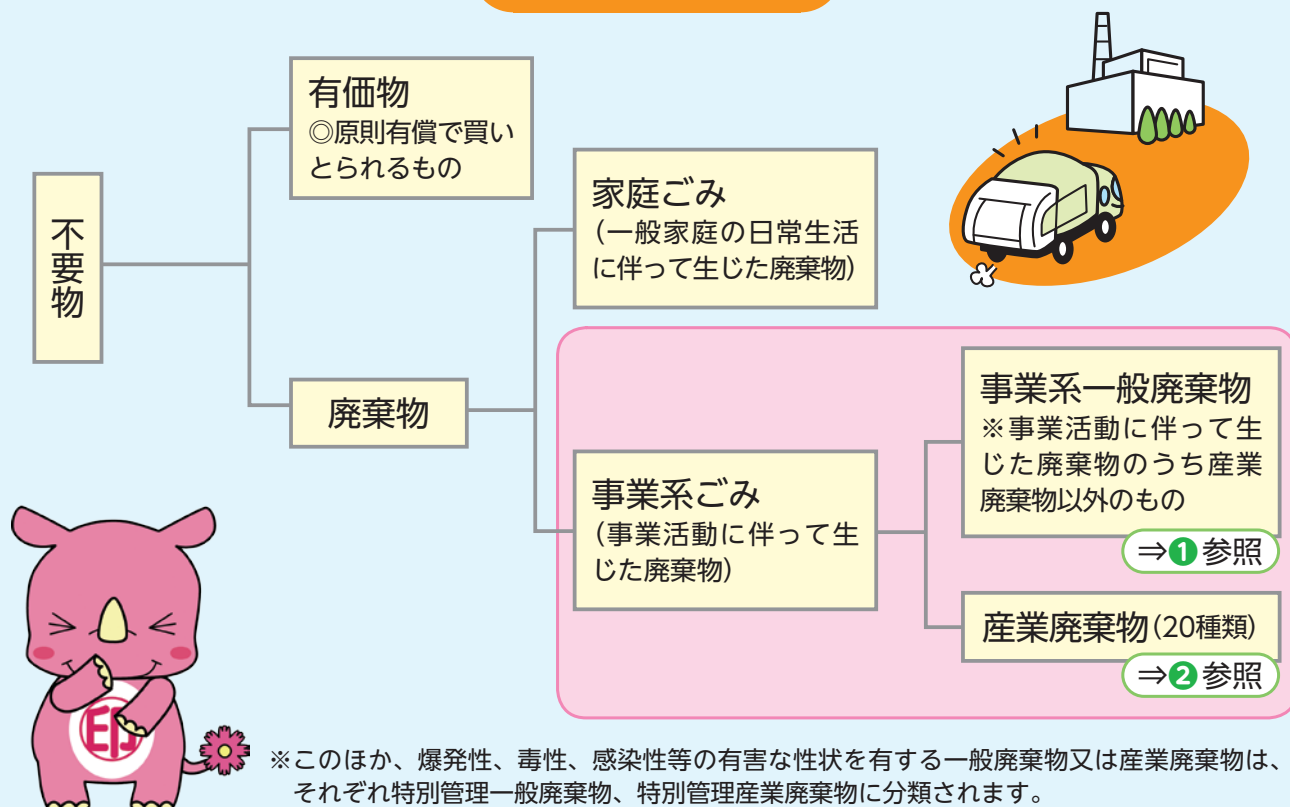 不要物
有価物
◎原則有償で買い
とられるもの
廃棄物
家庭ごみ
（一般家庭の日常生活
に伴って生じた廃棄物）
事業系ごみ
（事業活動に伴って生
じた廃棄物）
事業系一般廃棄物
※事業活動に伴って生
じた廃棄物のうち産業
廃棄物以外のもの
⇒❶参照
産業廃棄物（20種類）
⇒❷参照
印
※このほか、爆発性、毒性、感染性等の有害な性状を有する一般廃棄物又は産業廃棄物は、
それぞれ特別管理一般廃棄物、特別管理産業廃棄物に分類されます。